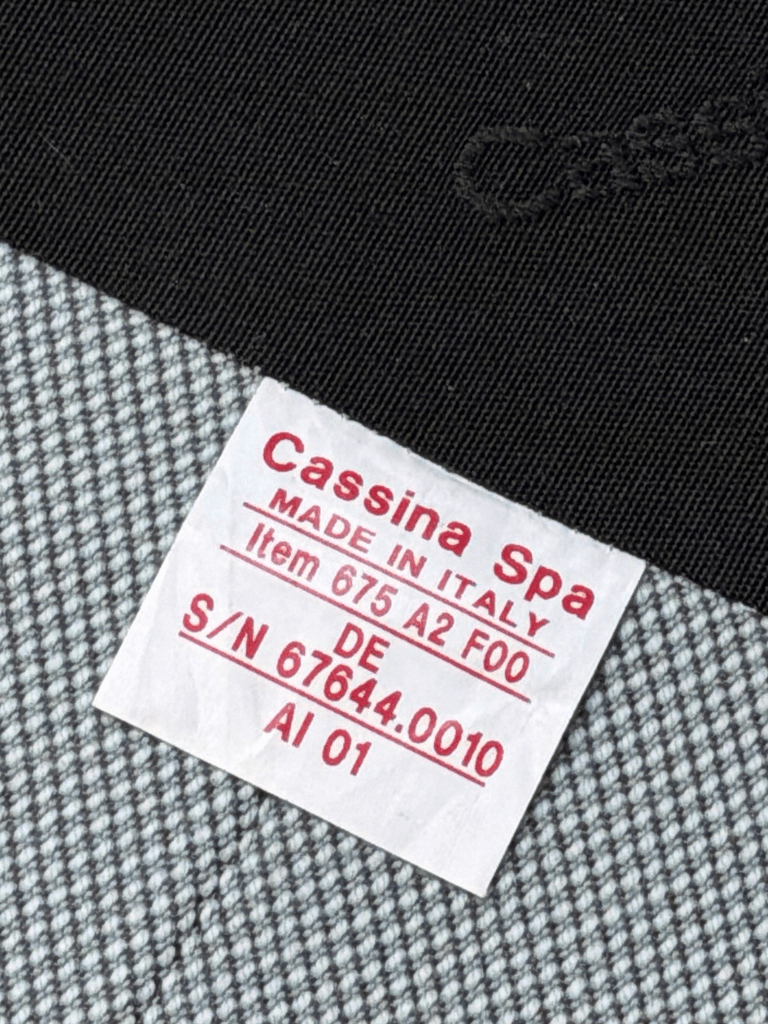 Cassina Spa
MADE IN ITALY
Item 675 A2 F00
DE
S/N 67644.0010
AI 01